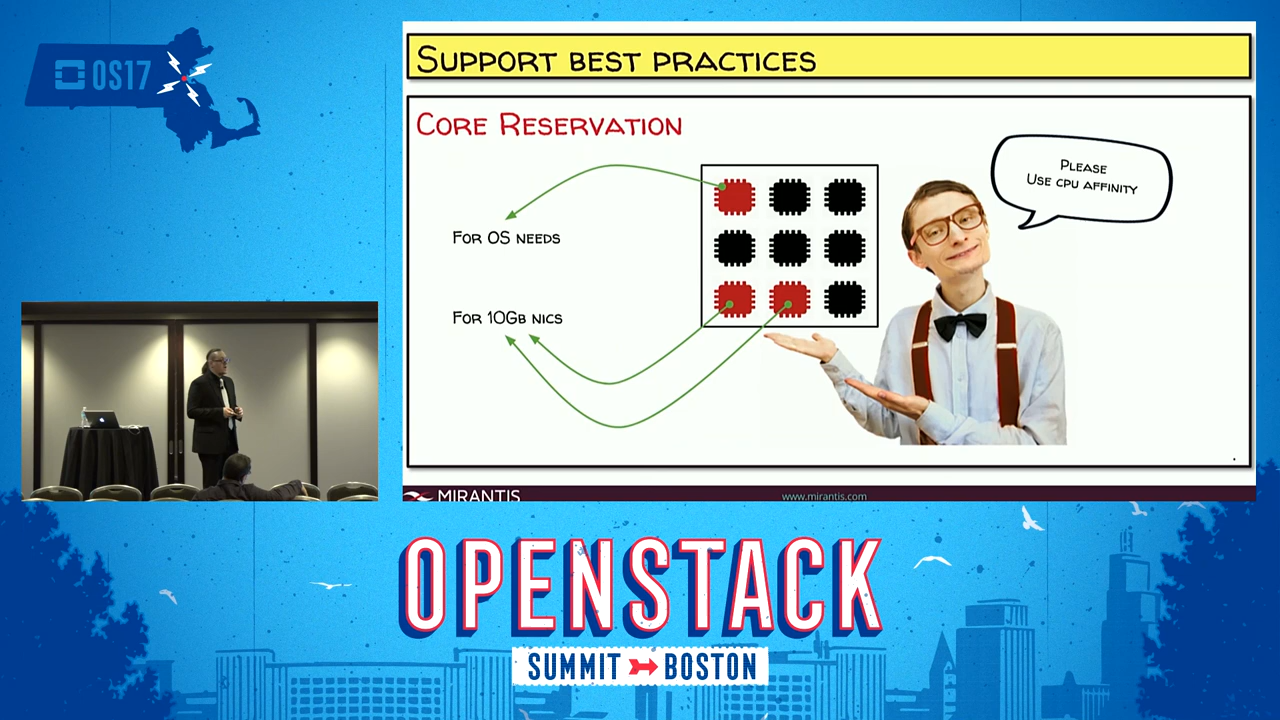 OS17
SUPPORT BEST PRACTICES
CORE RESERVATION
PLEASE
USE CPU AFFINITY
FOR OS NEEDS
FOR 10GB NICS
MIRANTIS
www.mirantis.com
OPENSTACK
SUMMIT BOSTON